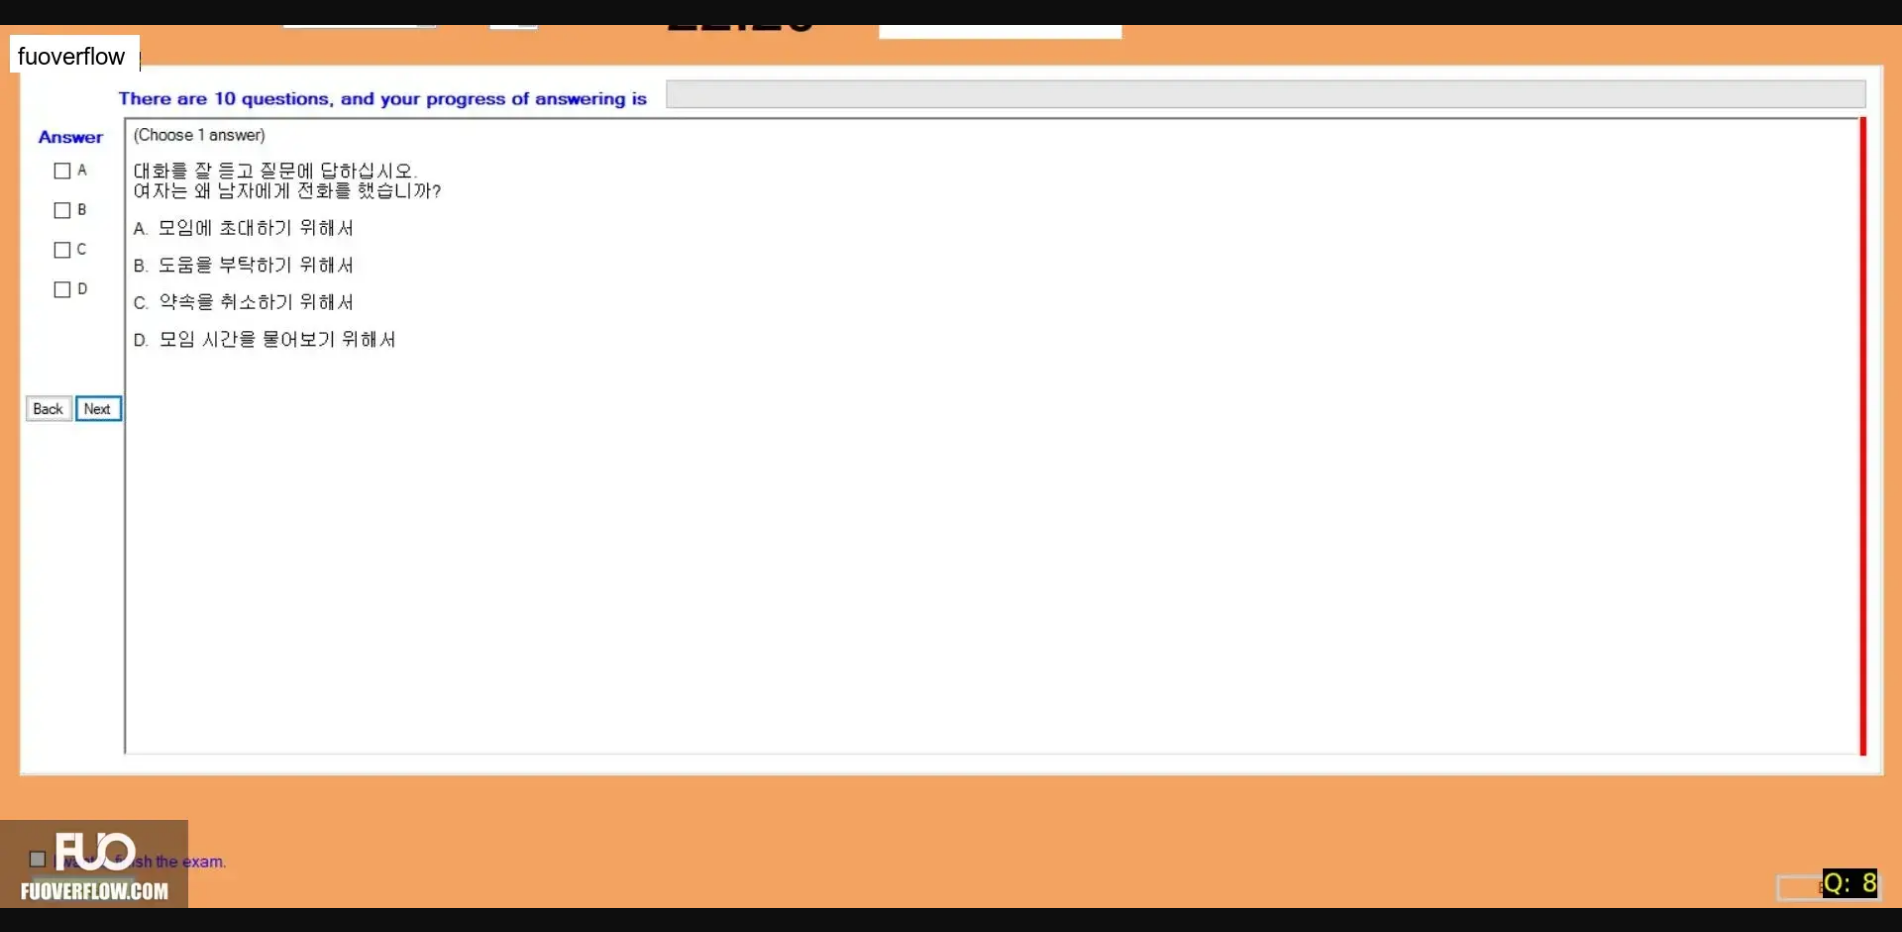 fuoverflow
There are 10 questions, and your progress of answering is
Answer
(Choose 1 answer)
A
대화를 잘 듣고 질문에 답하십시오.
여자는 왜 남자에게 전화를 했습니까?
B
A. 모임에 초대하기 위해서
C
B. 도움을 부탁하기 위해서
D
C. 약속을 취소하기 위해서
D. 모임 시간을 물어보기 위해서
Back Next
FUO
the exam.
FUOVERFLOW.COM
Q: 8